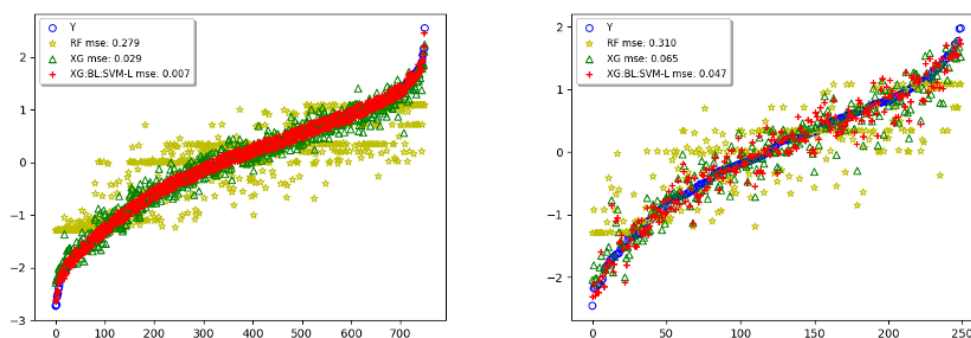 Y
RF mse: 0.279
XG mse: 0.029
XG:BL:SVM-L mse: 0.007
2
1
0
-1
-2
-3
0 100 200 300 400 500 600 700
Y
RF mse: 0.310
XG mse: 0.065
XG:BL:SVM-L mse: 0.047
2
1
0
-1
-2
0 50 100 150 200 250